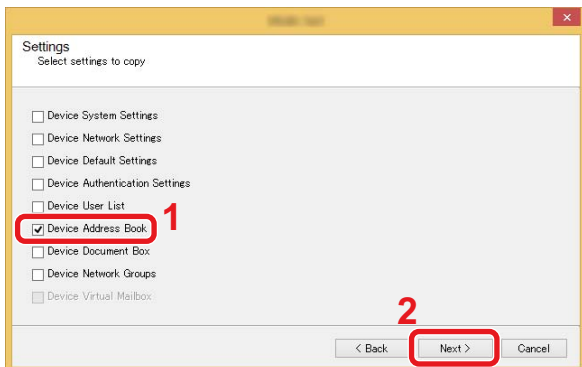 Settings
Select settings to copy
Device System Settings
Device Network Settings
Device Default Settings
Device Authentication Settings
Device User List
1
Device Address Book
Device Document Box
Device Network Groups
Device Virtual Mailbox
2
< Back Next > Cancel